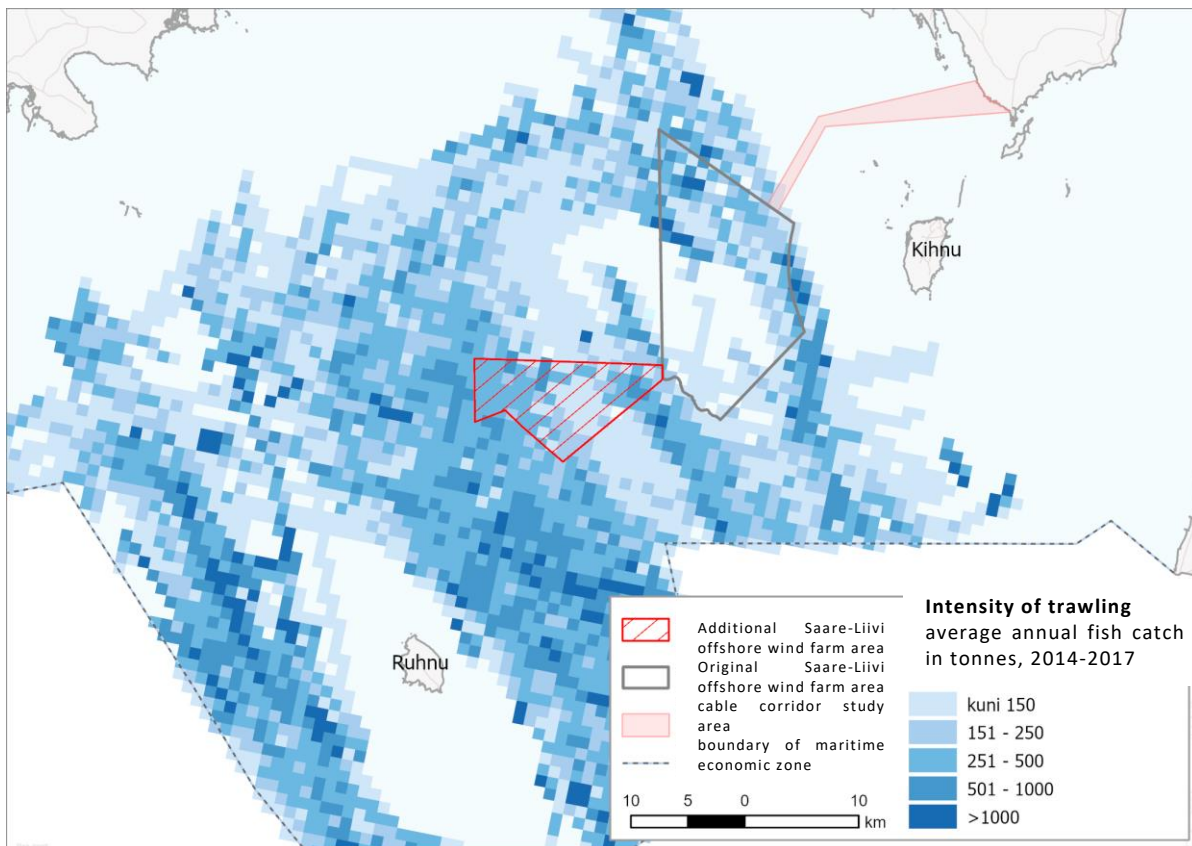 Kihnu
Ruhnu
Additional Saare-Liivi
offshore wind farm area
Original Saare-Liivi
offshore wind farm area
cable corridor study
area
boundary of maritime
economic zone
10 5 0 10
km
Intensity of trawling
average annual fish catch
in tonnes, 2014-2017
kuni 150
151 - 250
251 - 500
501 - 1000
>1000